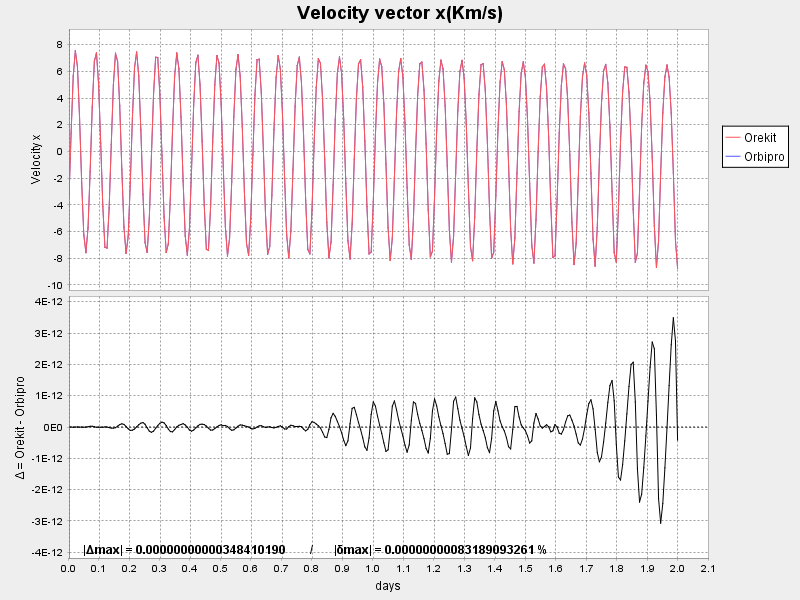 Velocity vector x(Km/s)
8
6
4
2
0
-2
-4
-6
-8
-10
Velocity x
Orekit
Orbipro
4E-12
3E-12
2E-12
1E-12
0E0
-1E-12
-2E-12
-3E-12
-4E-12
Δ = Orekit - Orbipro
|Δmax| = 0.00000000000348410190 / |δmax| = 0.00000000083189093261 %
0.0 0.1 0.2 0.3 0.4 0.5 0.6 0.7 0.8 0.9 1.0 1.1 1.2 1.3 1.4 1.5 1.6 1.7 1.8 1.9 2.0 2.1
days